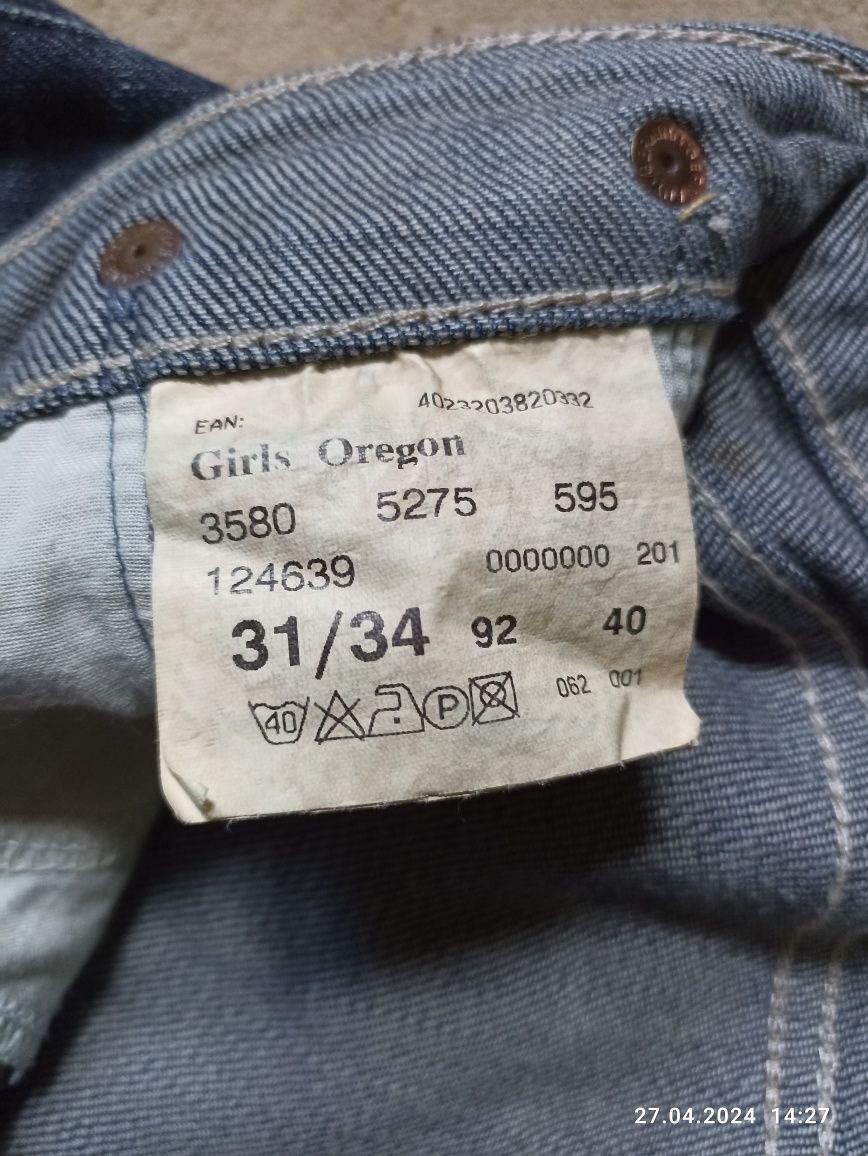 EAN: 4023203820332
Girls Oregon
3580 5275 595
124639 0000000 201
31/34 92 40
40 P 062 001
27.04.2024 14:27